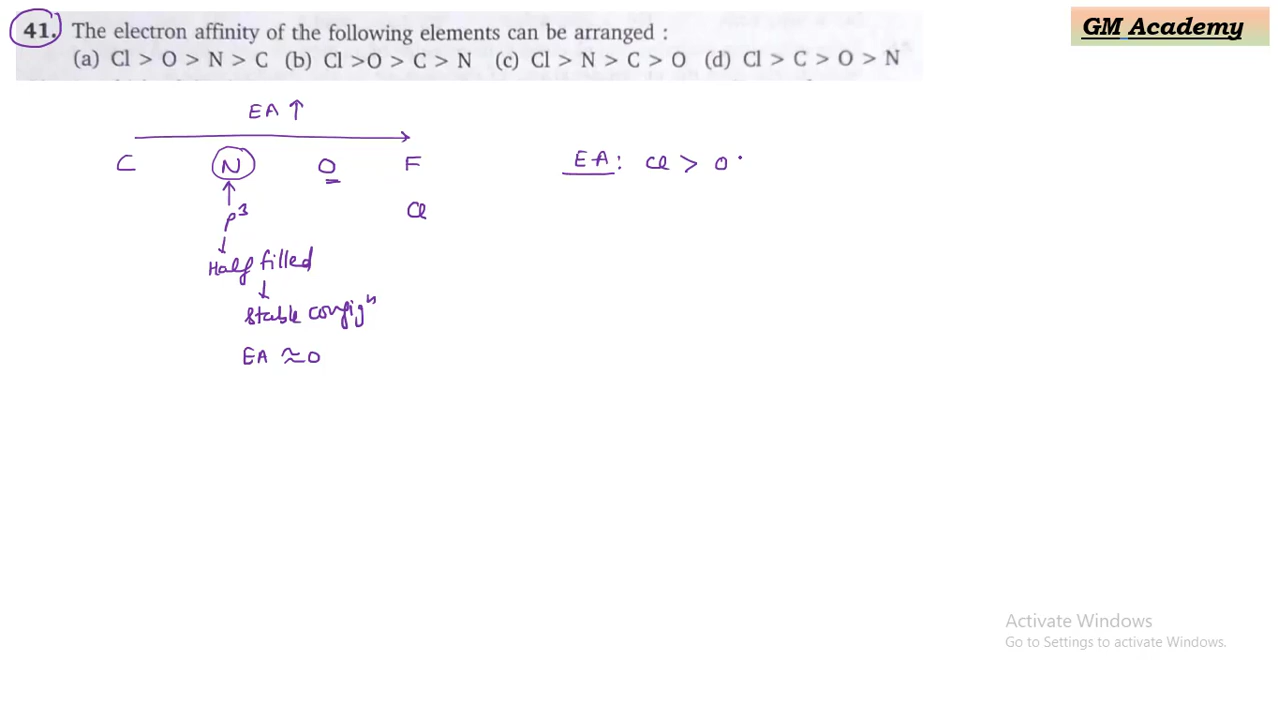 GM Academy
41. The electron affinity of the following elements can be arranged :
(a) Cl > O > N > C (b) Cl >O > C > N (c) Cl > N > C > O (d) Cl > C > O > N
EA ↑
C N O F
EA : Cl > O
↑
p³
Cl
↓
Half filled
↓
Stable configⁿ
EA ≈ 0
Activate Windows
Go to Settings to activate Windows.